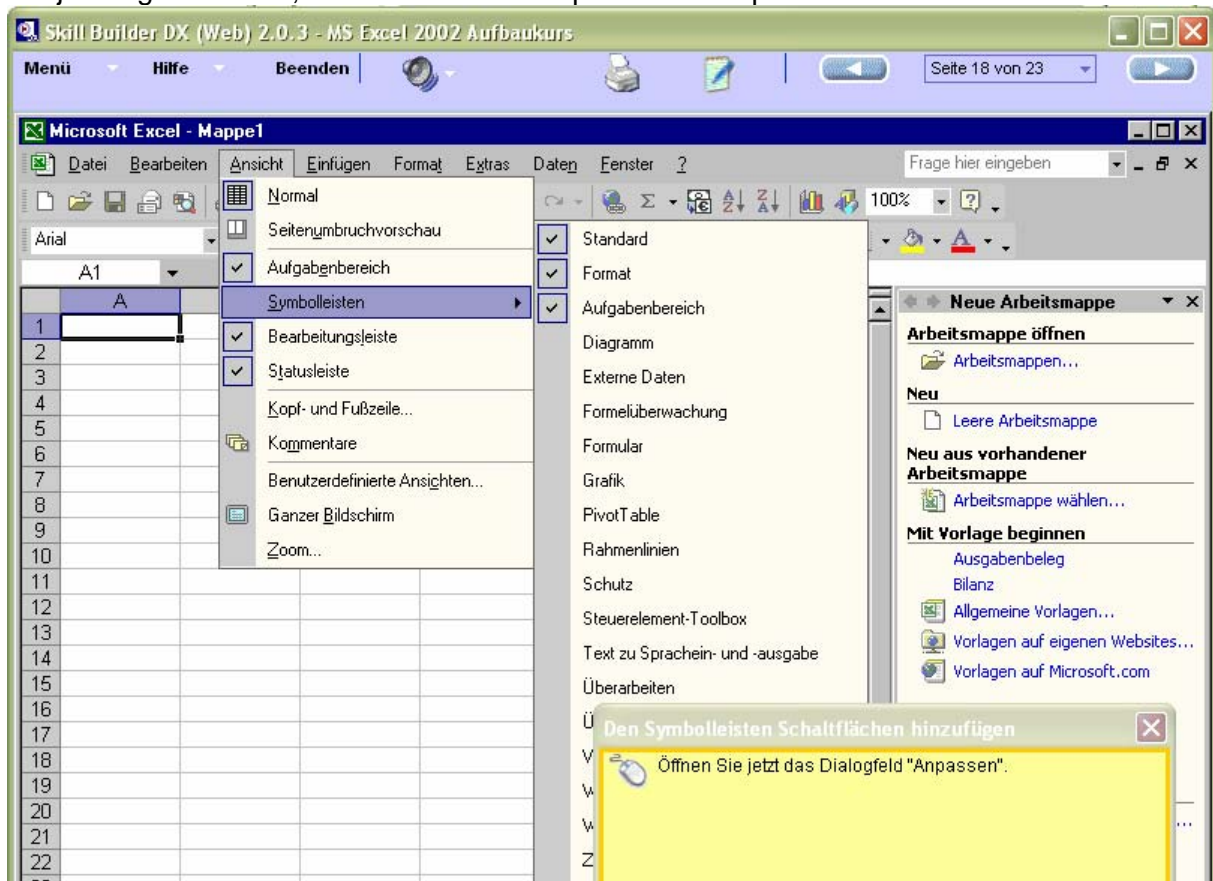 Skill Builder DX (Web) 2.0.3 - MS Excel 2002 Aufbaukurs
Menü Hilfe Beenden Seite 18 von 23
Microsoft Excel - Mappe1
Datei Bearbeiten Ansicht Einfügen Format Extras Daten Fenster ? Frage hier eingeben
100%
Arial
A1
A
Normal
Seitenumbruchvorschau
Aufgabenbereich
Symbolleisten
Bearbeitungsleiste
Statusleiste
Kopf- und Fußzeile...
Kommentare
Benutzerdefinierte Ansichten...
Ganzer Bildschirm
Zoom...
Standard
Format
Aufgabenbereich
Diagramm
Externe Daten
Formelüberwachung
Formular
Grafik
PivotTable
Rahmenlinien
Schutz
Steuerelement-Toolbox
Text zu Sprachein- und -ausgabe
Überarbeiten
Neue Arbeitsmappe
Arbeitsmappe öffnen
Arbeitsmappen...
Neu
Leere Arbeitsmappe
Neu aus vorhandener
Arbeitsmappe
Arbeitsmappe wählen...
Mit Vorlage beginnen
Ausgabenbeleg
Bilanz
Allgemeine Vorlagen...
Vorlagen auf eigenen Websites...
Vorlagen auf Microsoft.com
Den Symbolleisten Schaltflächen hinzufügen
Öffnen Sie jetzt das Dialogfeld "Anpassen".
1
2
3
4
5
6
7
8
9
10
11
12
13
14
15
16
17
18
19
20
21
22